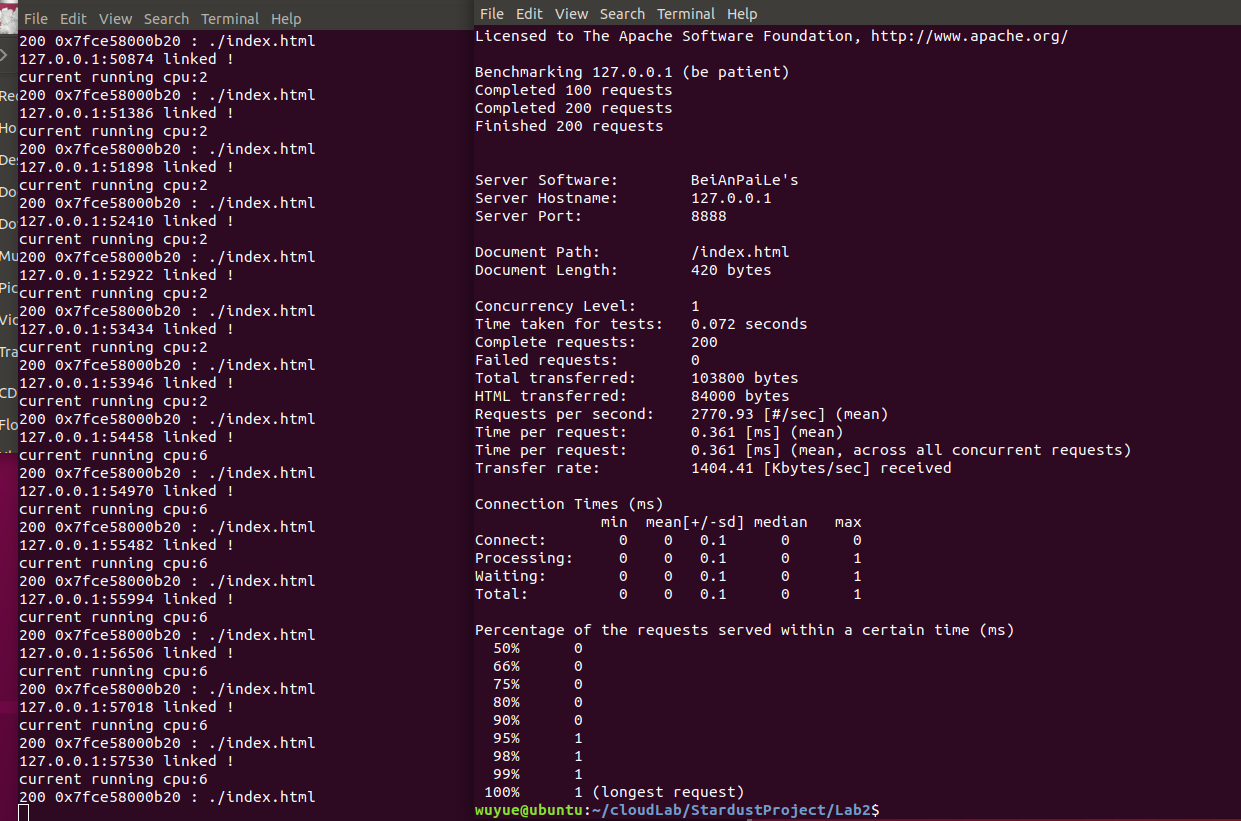 File Edit View Search Terminal Help
200 0x7fce58000b20 : ./index.html
127.0.0.1:50874 linked !
current running cpu:2
200 0x7fce58000b20 : ./index.html
127.0.0.1:51386 linked !
current running cpu:2
200 0x7fce58000b20 : ./index.html
127.0.0.1:51898 linked !
current running cpu:2
200 0x7fce58000b20 : ./index.html
127.0.0.1:52410 linked !
current running cpu:2
200 0x7fce58000b20 : ./index.html
127.0.0.1:52922 linked !
current running cpu:2
200 0x7fce58000b20 : ./index.html
127.0.0.1:53434 linked !
current running cpu:2
200 0x7fce58000b20 : ./index.html
127.0.0.1:53946 linked !
current running cpu:2
200 0x7fce58000b20 : ./index.html
127.0.0.1:54458 linked !
current running cpu:6
200 0x7fce58000b20 : ./index.html
127.0.0.1:54970 linked !
current running cpu:6
200 0x7fce58000b20 : ./index.html
127.0.0.1:55482 linked !
current running cpu:6
200 0x7fce58000b20 : ./index.html
127.0.0.1:55994 linked !
current running cpu:6
200 0x7fce58000b20 : ./index.html
127.0.0.1:56506 linked !
current running cpu:6
200 0x7fce58000b20 : ./index.html
127.0.0.1:57018 linked !
current running cpu:6
200 0x7fce58000b20 : ./index.html
127.0.0.1:57530 linked !
current running cpu:6
200 0x7fce58000b20 : ./index.html
File Edit View Search Terminal Help
Licensed to The Apache Software Foundation, http://www.apache.org/
Benchmarking 127.0.0.1 (be patient)
Completed 100 requests
Completed 200 requests
Finished 200 requests
Server Software: BeiAnPaiLe's
Server Hostname: 127.0.0.1
Server Port: 8888
Document Path: /index.html
Document Length: 420 bytes
Concurrency Level: 1
Time taken for tests: 0.072 seconds
Complete requests: 200
Failed requests: 0
Total transferred: 103800 bytes
HTML transferred: 84000 bytes
Requests per second: 2770.93 [#/sec] (mean)
Time per request: 0.361 [ms] (mean)
Time per request: 0.361 [ms] (mean, across all concurrent requests)
Transfer rate: 1404.41 [Kbytes/sec] received
Connection Times (ms)
min mean[+/-sd] median max
Connect: 0 0 0.1 0 0
Processing: 0 0 0.1 0 1
Waiting: 0 0 0.1 0 1
Total: 0 0 0.1 0 1
Percentage of the requests served within a certain time (ms)
50% 0
66% 0
75% 0
80% 0
90% 0
95% 1
98% 1
99% 1
100% 1 (longest request)
wuyue@ubuntu:~/cloudLab/StardustProject/Lab2$